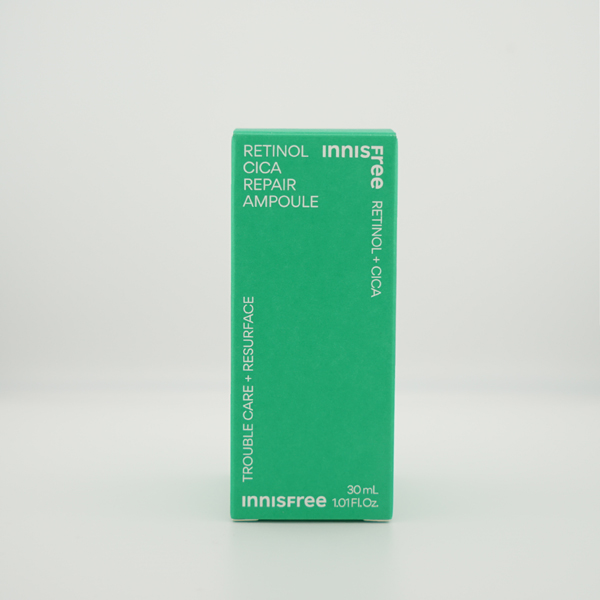 RETINOL
CICA
REPAIR
AMPOULE
INNISFree
RETINOL + CICA
TROUBLE CARE + RESURFACE
INNISFree
30 mL
1.01 Fl.Oz.